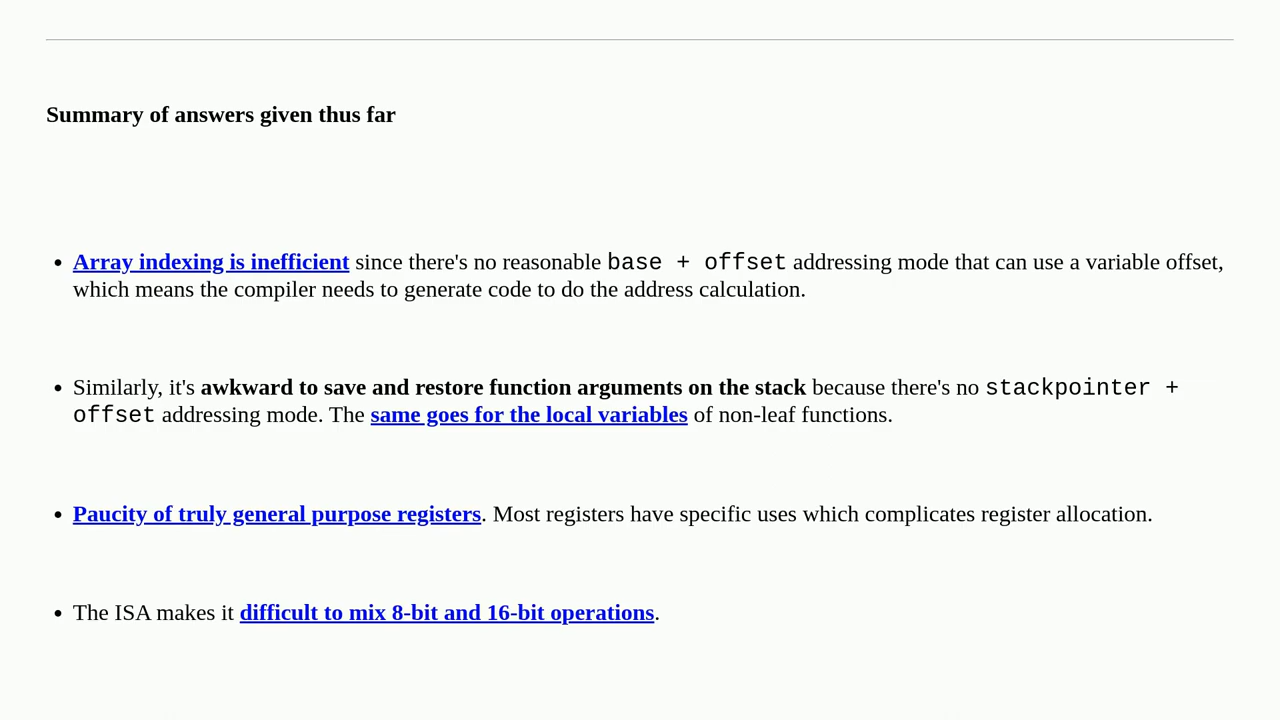 Summary of answers given thus far
Array indexing is inefficient since there's no reasonable base + offset addressing mode that can use a variable offset,
which means the compiler needs to generate code to do the address calculation.
Similarly, it's awkward to save and restore function arguments on the stack because there's no stackpointer +
offset addressing mode. The same goes for the local variables of non-leaf functions.
Paucity of truly general purpose registers. Most registers have specific uses which complicates register allocation.
The ISA makes it difficult to mix 8-bit and 16-bit operations.